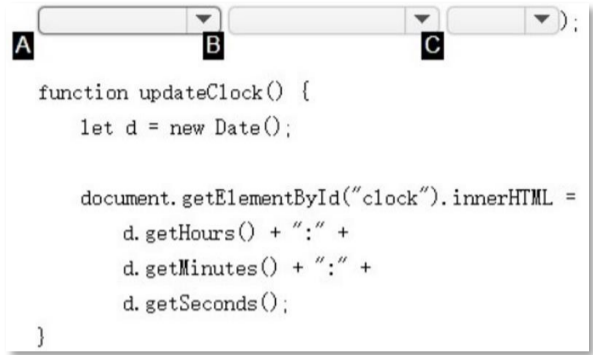 );
A B C
function updateClock() {
let d = new Date();
document.getElementById("clock").innerHTML =
d.getHours() + ":" +
d.getMinutes() + ":" +
d.getSeconds();
}